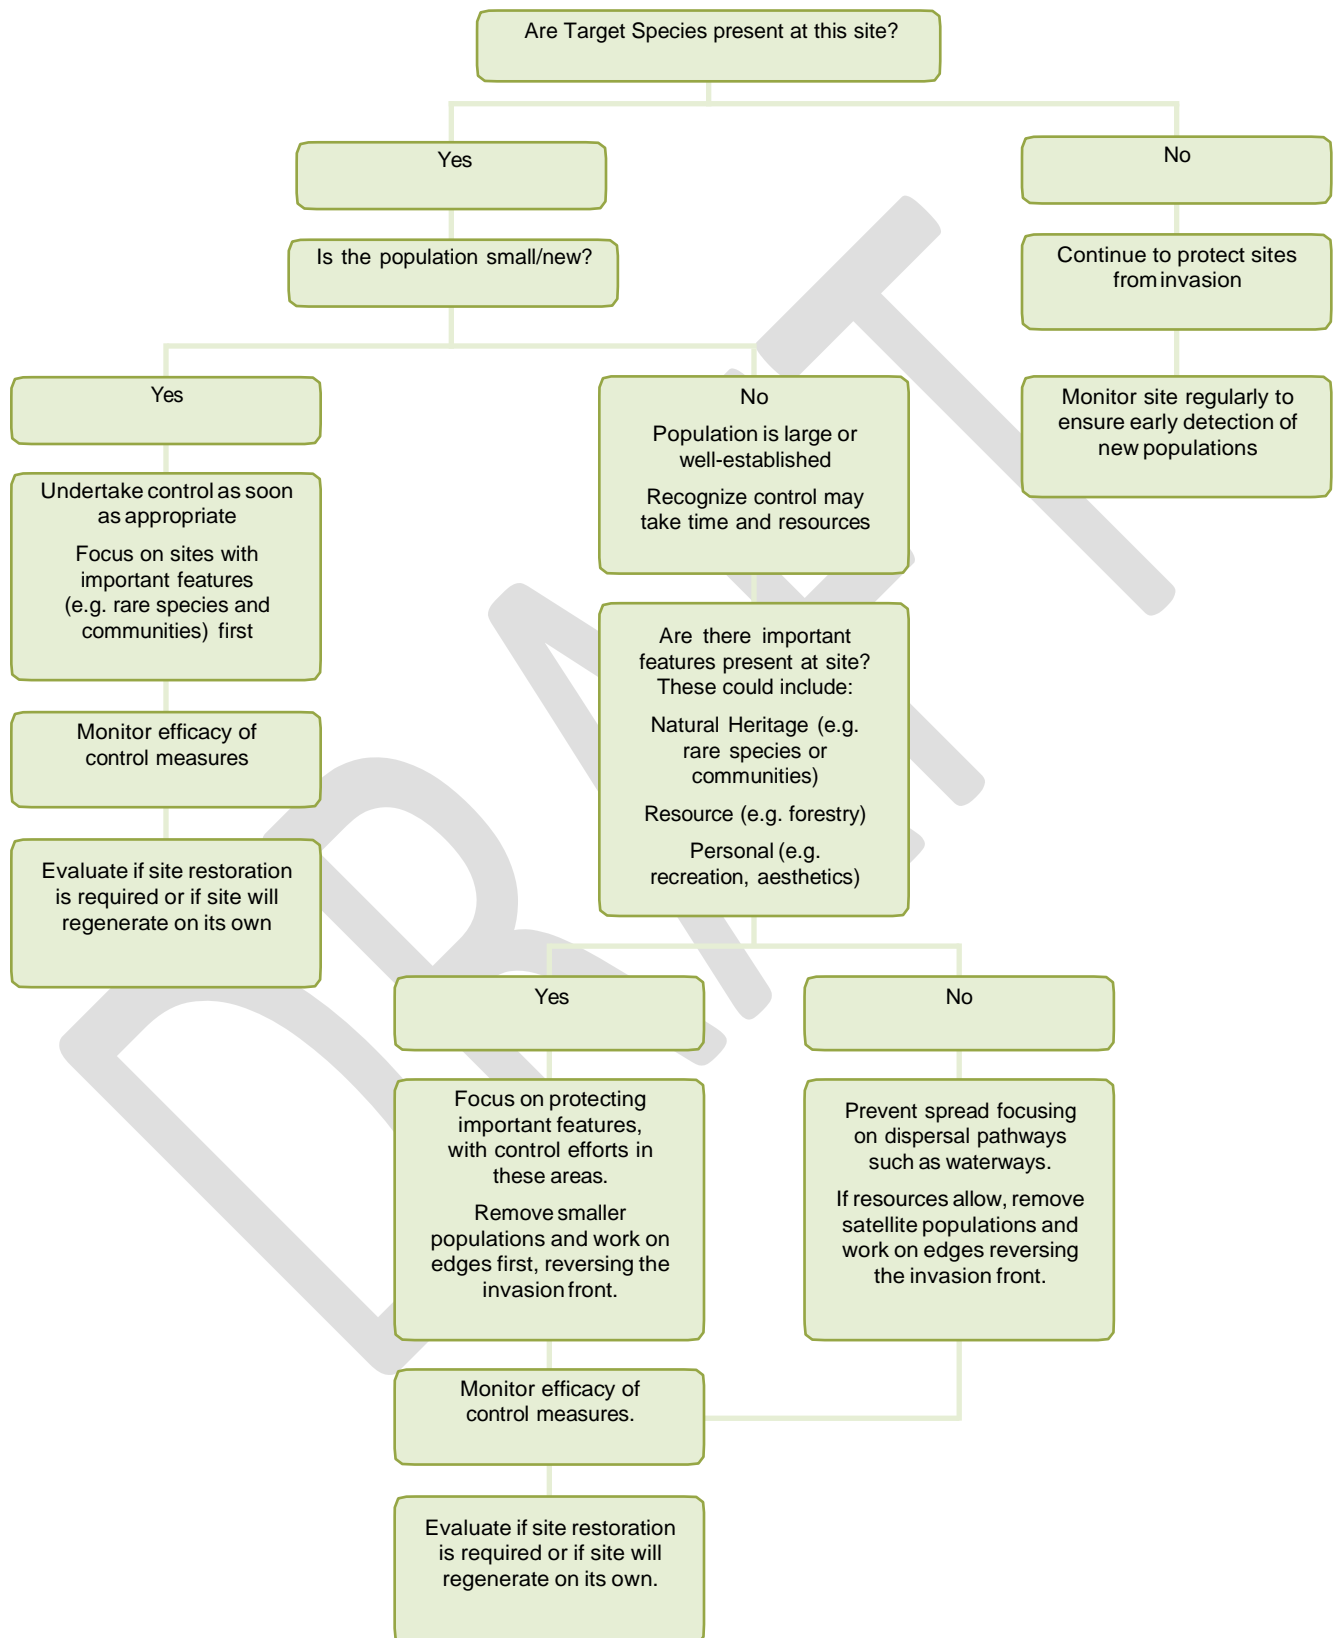 Are Target Species present at this site?
Yes
No
Is the population small/new?
Continue to protect sites
from invasion
Yes
No
Population is large or
well-established
Recognize control may
take time and resources
Monitor site regularly to
ensure early detection of
new populations
Undertake control as soon
as appropriate
Focus on sites with
important features
(e.g. rare species and
communities) first
Are there important
features present at site?
These could include:
Natural Heritage (e.g.
rare species or
communities)
Resource (e.g. forestry)
Personal (e.g.
recreation, aesthetics)
Monitor efficacy of
control measures
Evaluate if site restoration
is required or if site will
regenerate on its own
Yes
No
Focus on protecting
important features,
with control efforts in
these areas.
Remove smaller
populations and work on
edges first, reversing the
invasion front.
Prevent spread focusing
on dispersal pathways
such as waterways.
If resources allow, remove
satellite populations and
work on edges reversing
the invasion front.
Monitor efficacy of
control measures.
Evaluate if site restoration
is required or if site will
regenerate on its own.
DRAFT